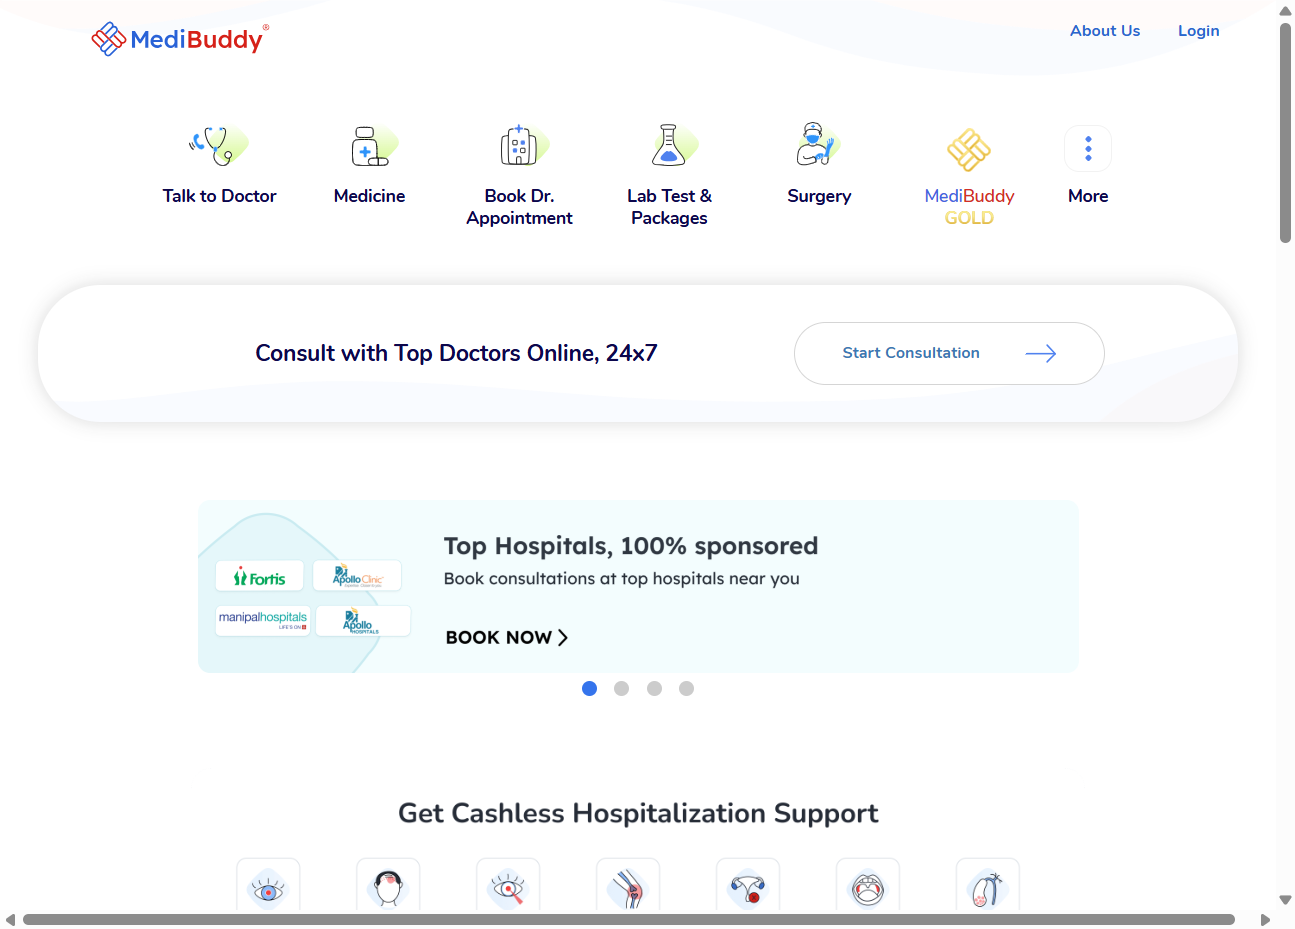 MediBuddy®
About Us
Login
Talk to Doctor
Medicine
Book Dr.
Appointment
Lab Test &
Packages
Surgery
MediBuddy
GOLD
More
Consult with Top Doctors Online, 24x7
Start Consultation
Top Hospitals, 100% sponsored
Book consultations at top hospitals near you
Fortis
Apollo Clinic
manipalhospitals
LIFE'S ON
Apollo
HOSPITALS
BOOK NOW
Get Cashless Hospitalization Support